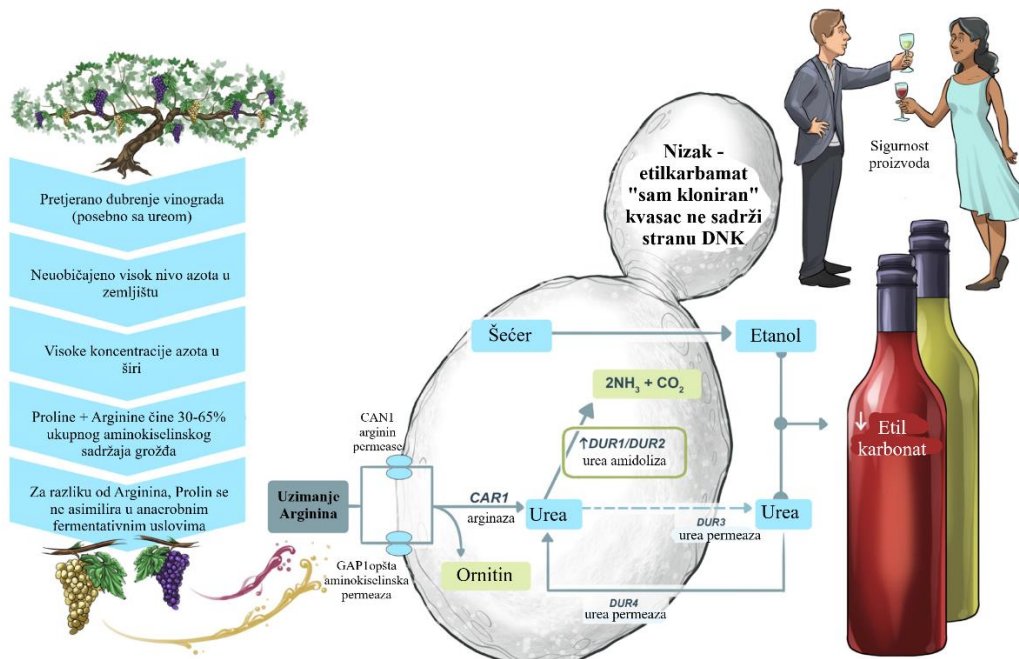 Pretjerano đubrenje vinograda
(posebno sa ureom)
Neuobičajeno visok nivo azota u
zemljištu
Visoke koncentracije azota u
širi
Proline + Arginine čine 30-65%
ukupnog aminokiselinskog
sadržaja grožđa
Za razliku od Arginina, Prolin se
ne asimilira u anaerobnim
fermentativnim uslovima
Uzimanje
Arginina
CAN1
arginin
permease
GAP1opšta
aminokiselinska
permeaza
Nizak -
etilkarbamat
"sam kloniran"
kvasac ne sadrži
stranu DNK
Šećer
Etanol
2NH₃ + CO₂
↑DUR1/DUR2
urea amidoliza
CAR1
arginaza
Urea
DUR3
urea permeaza
Urea
Ornitin
DUR4
urea permeaza
Sigurnost
proizvoda
↓ Etil
karbonat